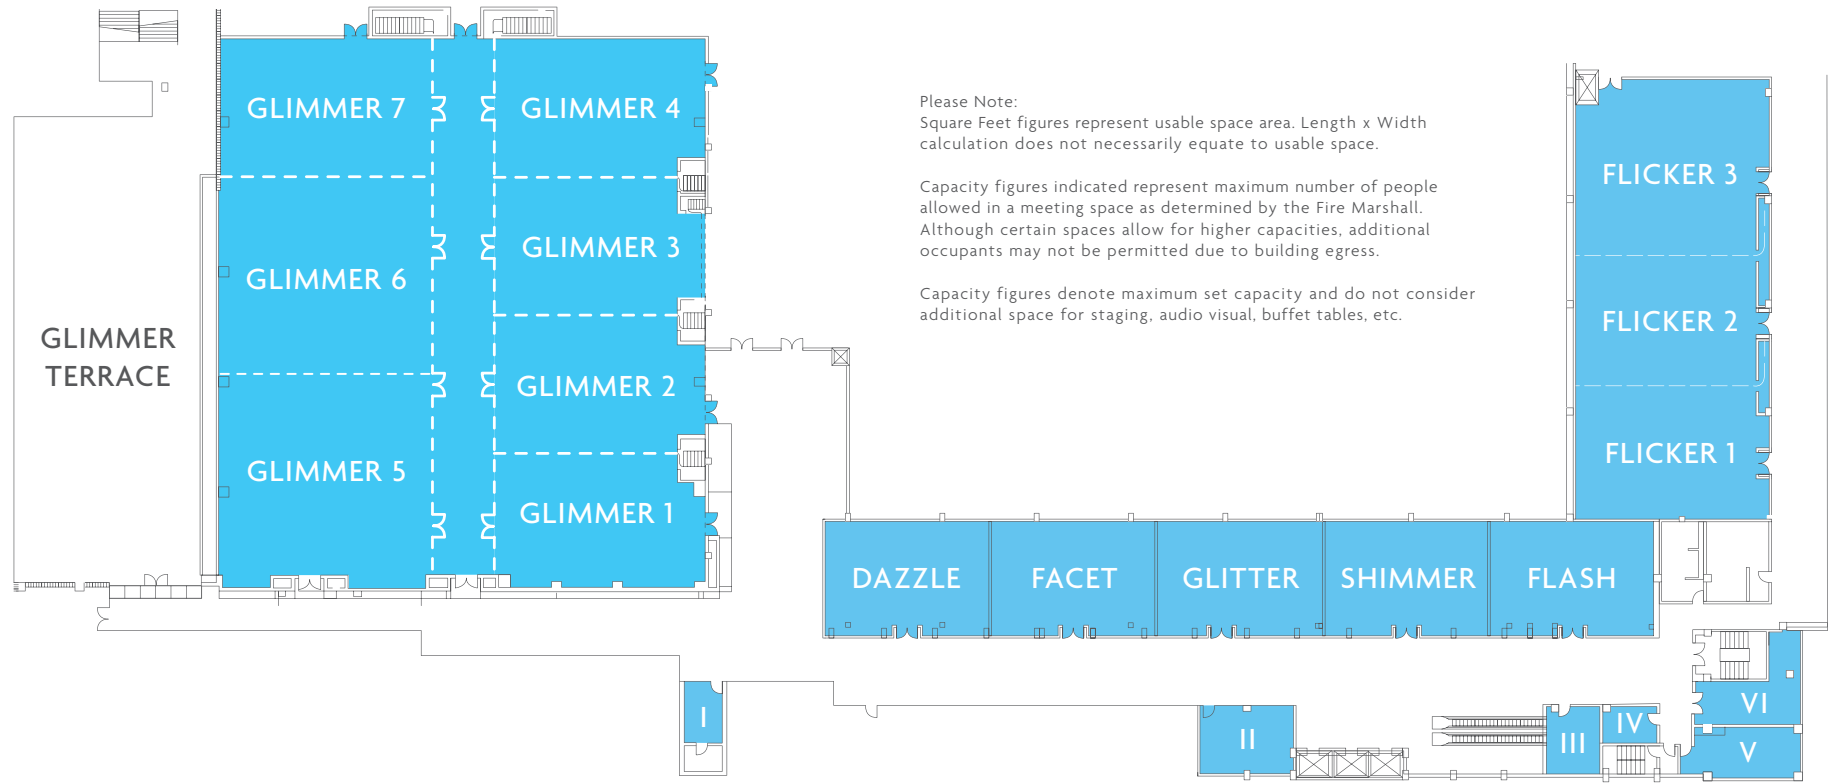 GLIMMER 7
GLIMMER 4
GLIMMER 6
GLIMMER 3
GLIMMER
TERRACE
GLIMMER 2
GLIMMER 5
GLIMMER 1
Please Note:
Square Feet figures represent usable space area. Length x Width
calculation does not necessarily equate to usable space.
Capacity figures indicated represent maximum number of people
allowed in a meeting space as determined by the Fire Marshall.
Although certain spaces allow for higher capacities, additional
occupants may not be permitted due to building egress.
Capacity figures denote maximum set capacity and do not consider
additional space for staging, audio visual, buffet tables, etc.
FLICKER 3
FLICKER 2
FLICKER 1
DAZZLE
FACET
GLITTER
SHIMMER
FLASH
I
II
III
IV
VI
V